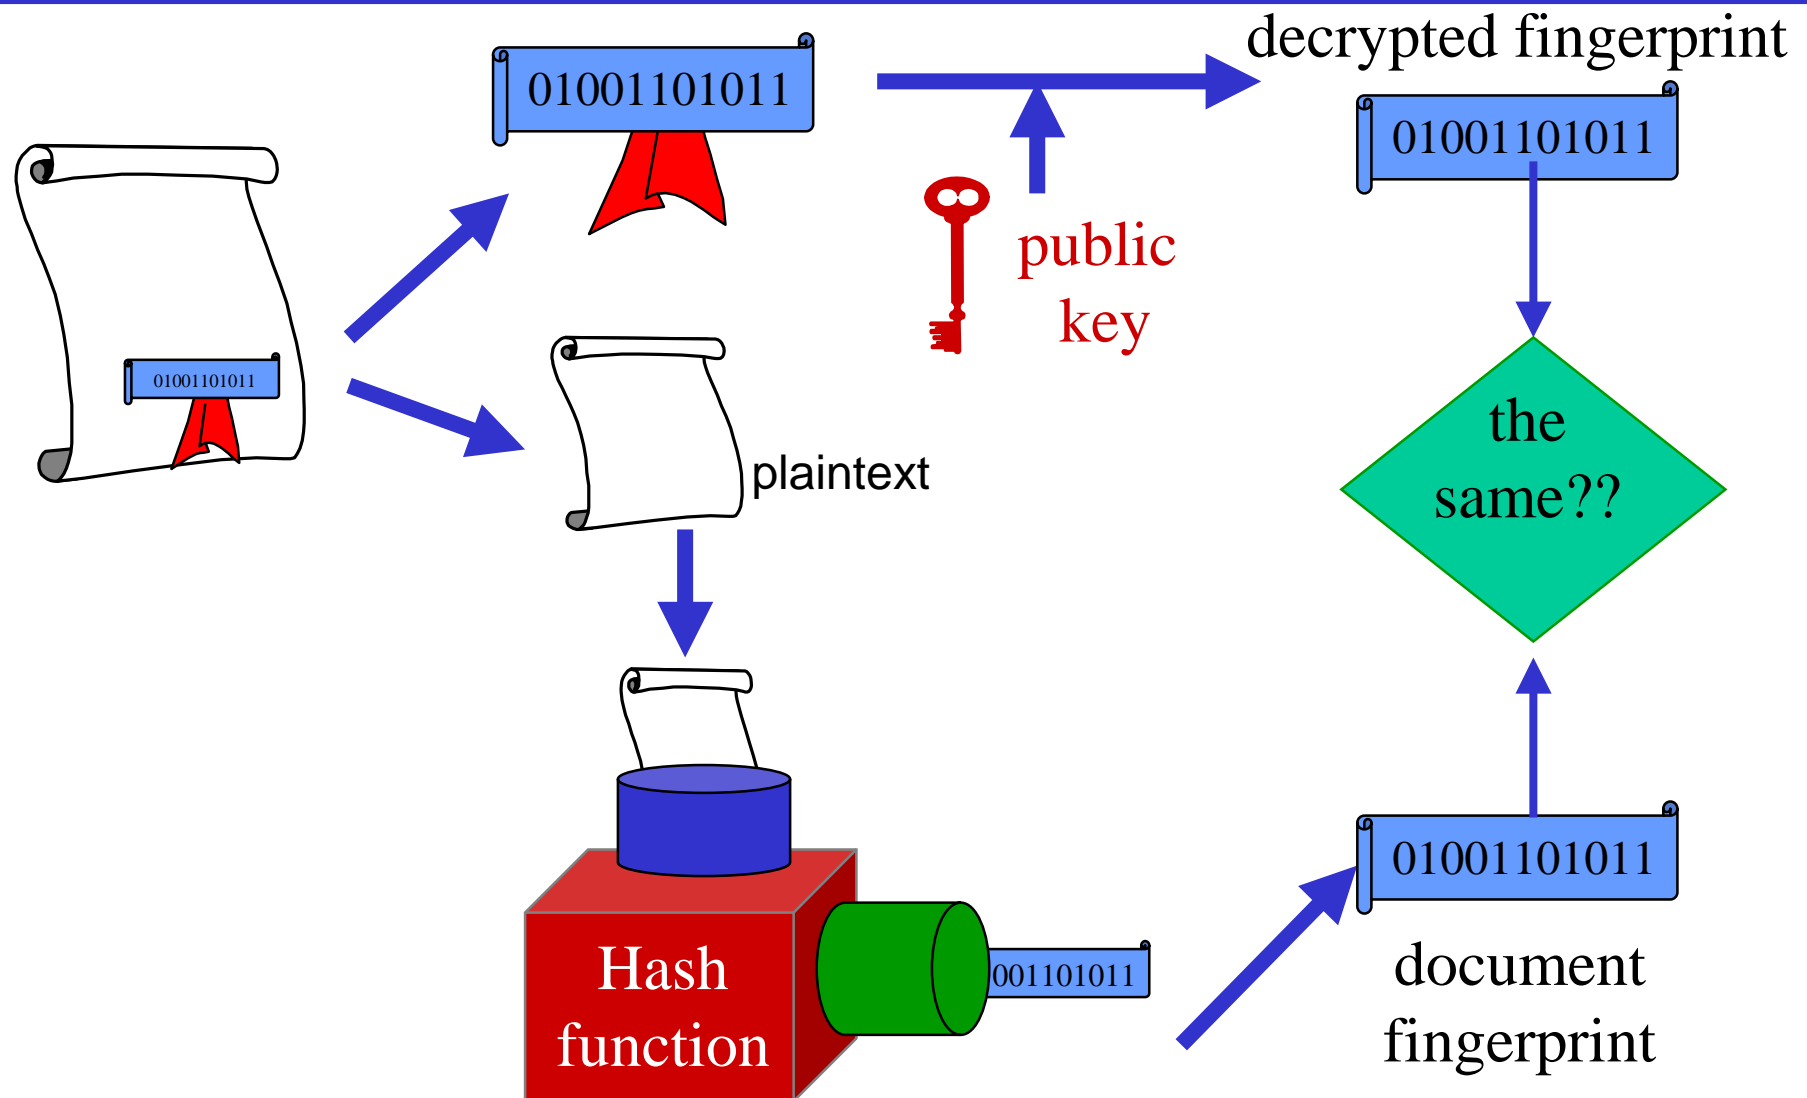 decrypted fingerprint
01001101011
01001101011
public
key
01001101011
plaintext
the
same??
01001101011
Hash
function
001101011
document
fingerprint